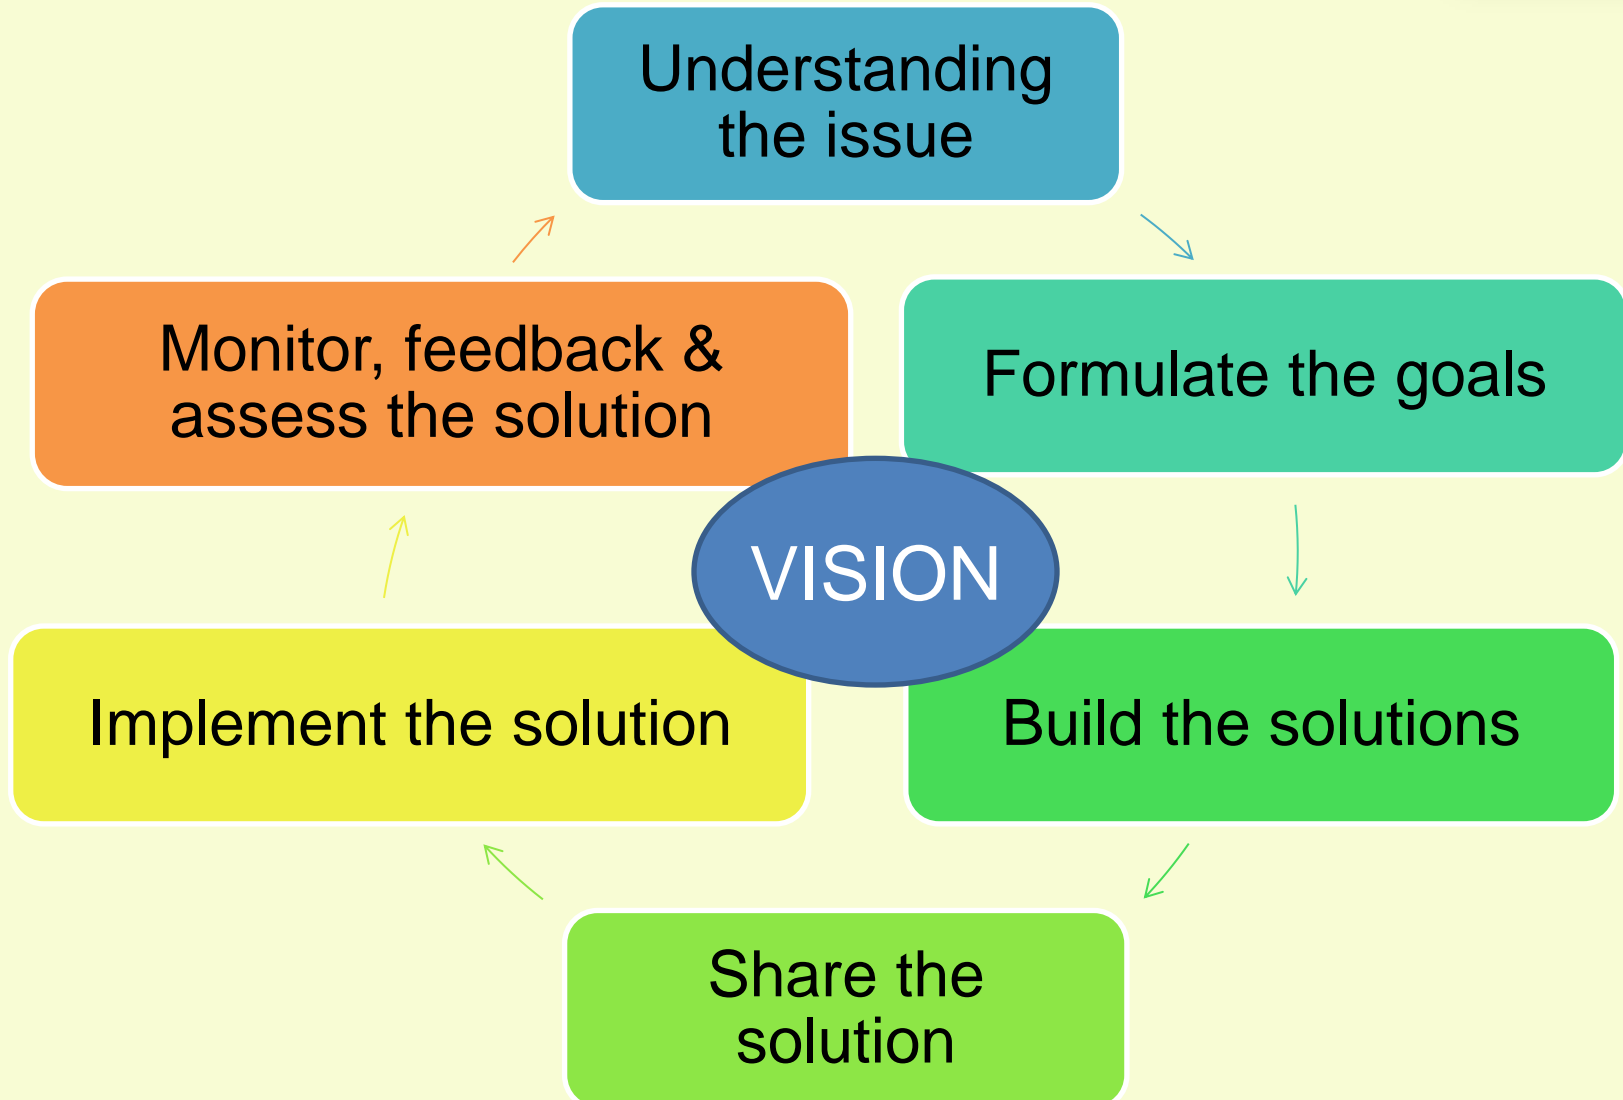 Understanding
the issue
Formulate the goals
Build the solutions
Share the
solution
Implement the solution
Monitor, feedback &
assess the solution
VISION